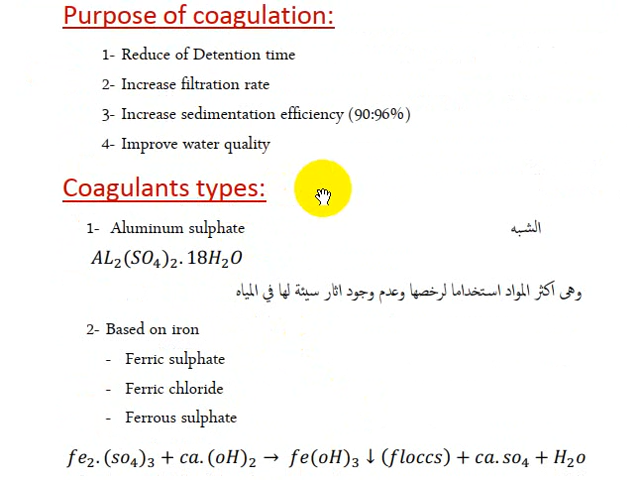 Purpose of coagulation:
1- Reduce of Detention time
2- Increase filtration rate
3- Increase sedimentation efficiency (90:96%)
4- Improve water quality
Coagulants types:
1- Aluminum sulphate الشبه
AL₂(SO₄)₂.18H₂O
وهى أكثر المواد استخداما لرخصها وعدم وجود اثار سيئة لها في المياه
2- Based on iron
- Ferric sulphate
- Ferric chloride
- Ferrous sulphate
fe₂.(so₄)₃ + ca.(oH)₂ → fe(oH)₃ ↓ (floccs) + ca.so₄ + H₂o